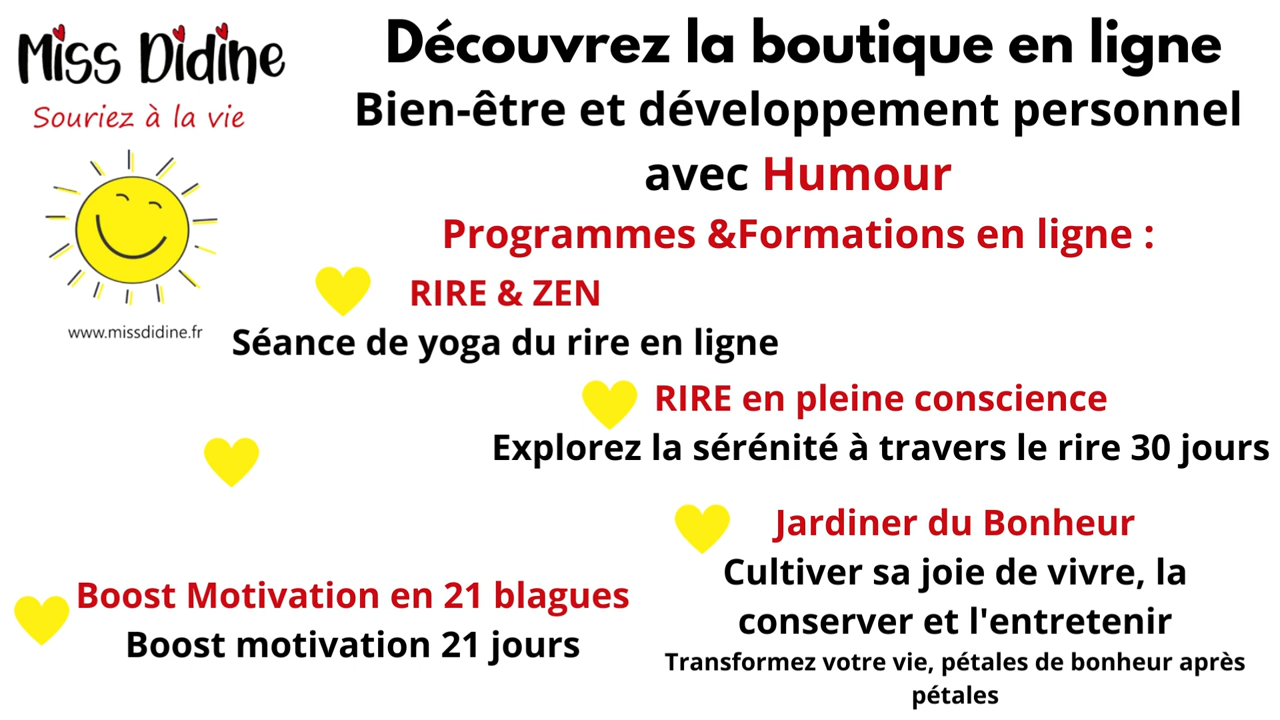 Miss Didine
Souriez à la vie
www.missdidine.fr
Découvrez la boutique en ligne
Bien-être et développement personnel
avec Humour
Programmes &Formations en ligne :
RIRE & ZEN
Séance de yoga du rire en ligne
RIRE en pleine conscience
Explorez la sérénité à travers le rire 30 jours
Jardiner du Bonheur
Cultiver sa joie de vivre, la
conserver et l'entretenir
Transformez votre vie, pétales de bonheur après
pétales
Boost Motivation en 21 blagues
Boost motivation 21 jours